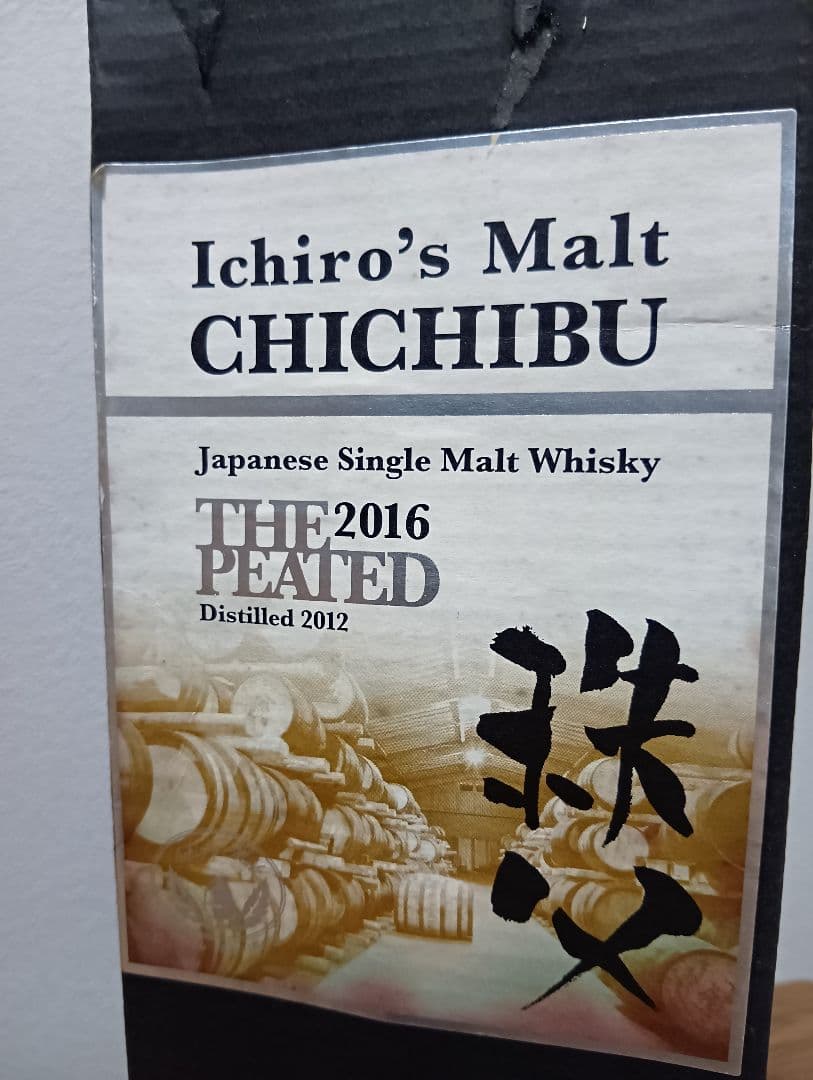 Ichiro's Malt
CHICHIBU
Japanese Single Malt Whisky
THE 2016
PEATED
Distilled 2012
秩父